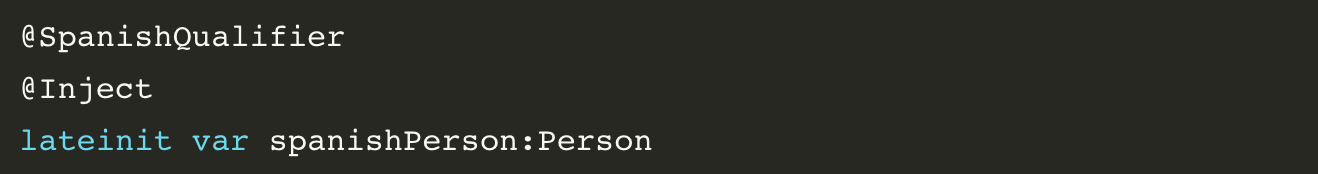 @SpanishQualifier
@Inject
lateinit var spanishPerson:Person